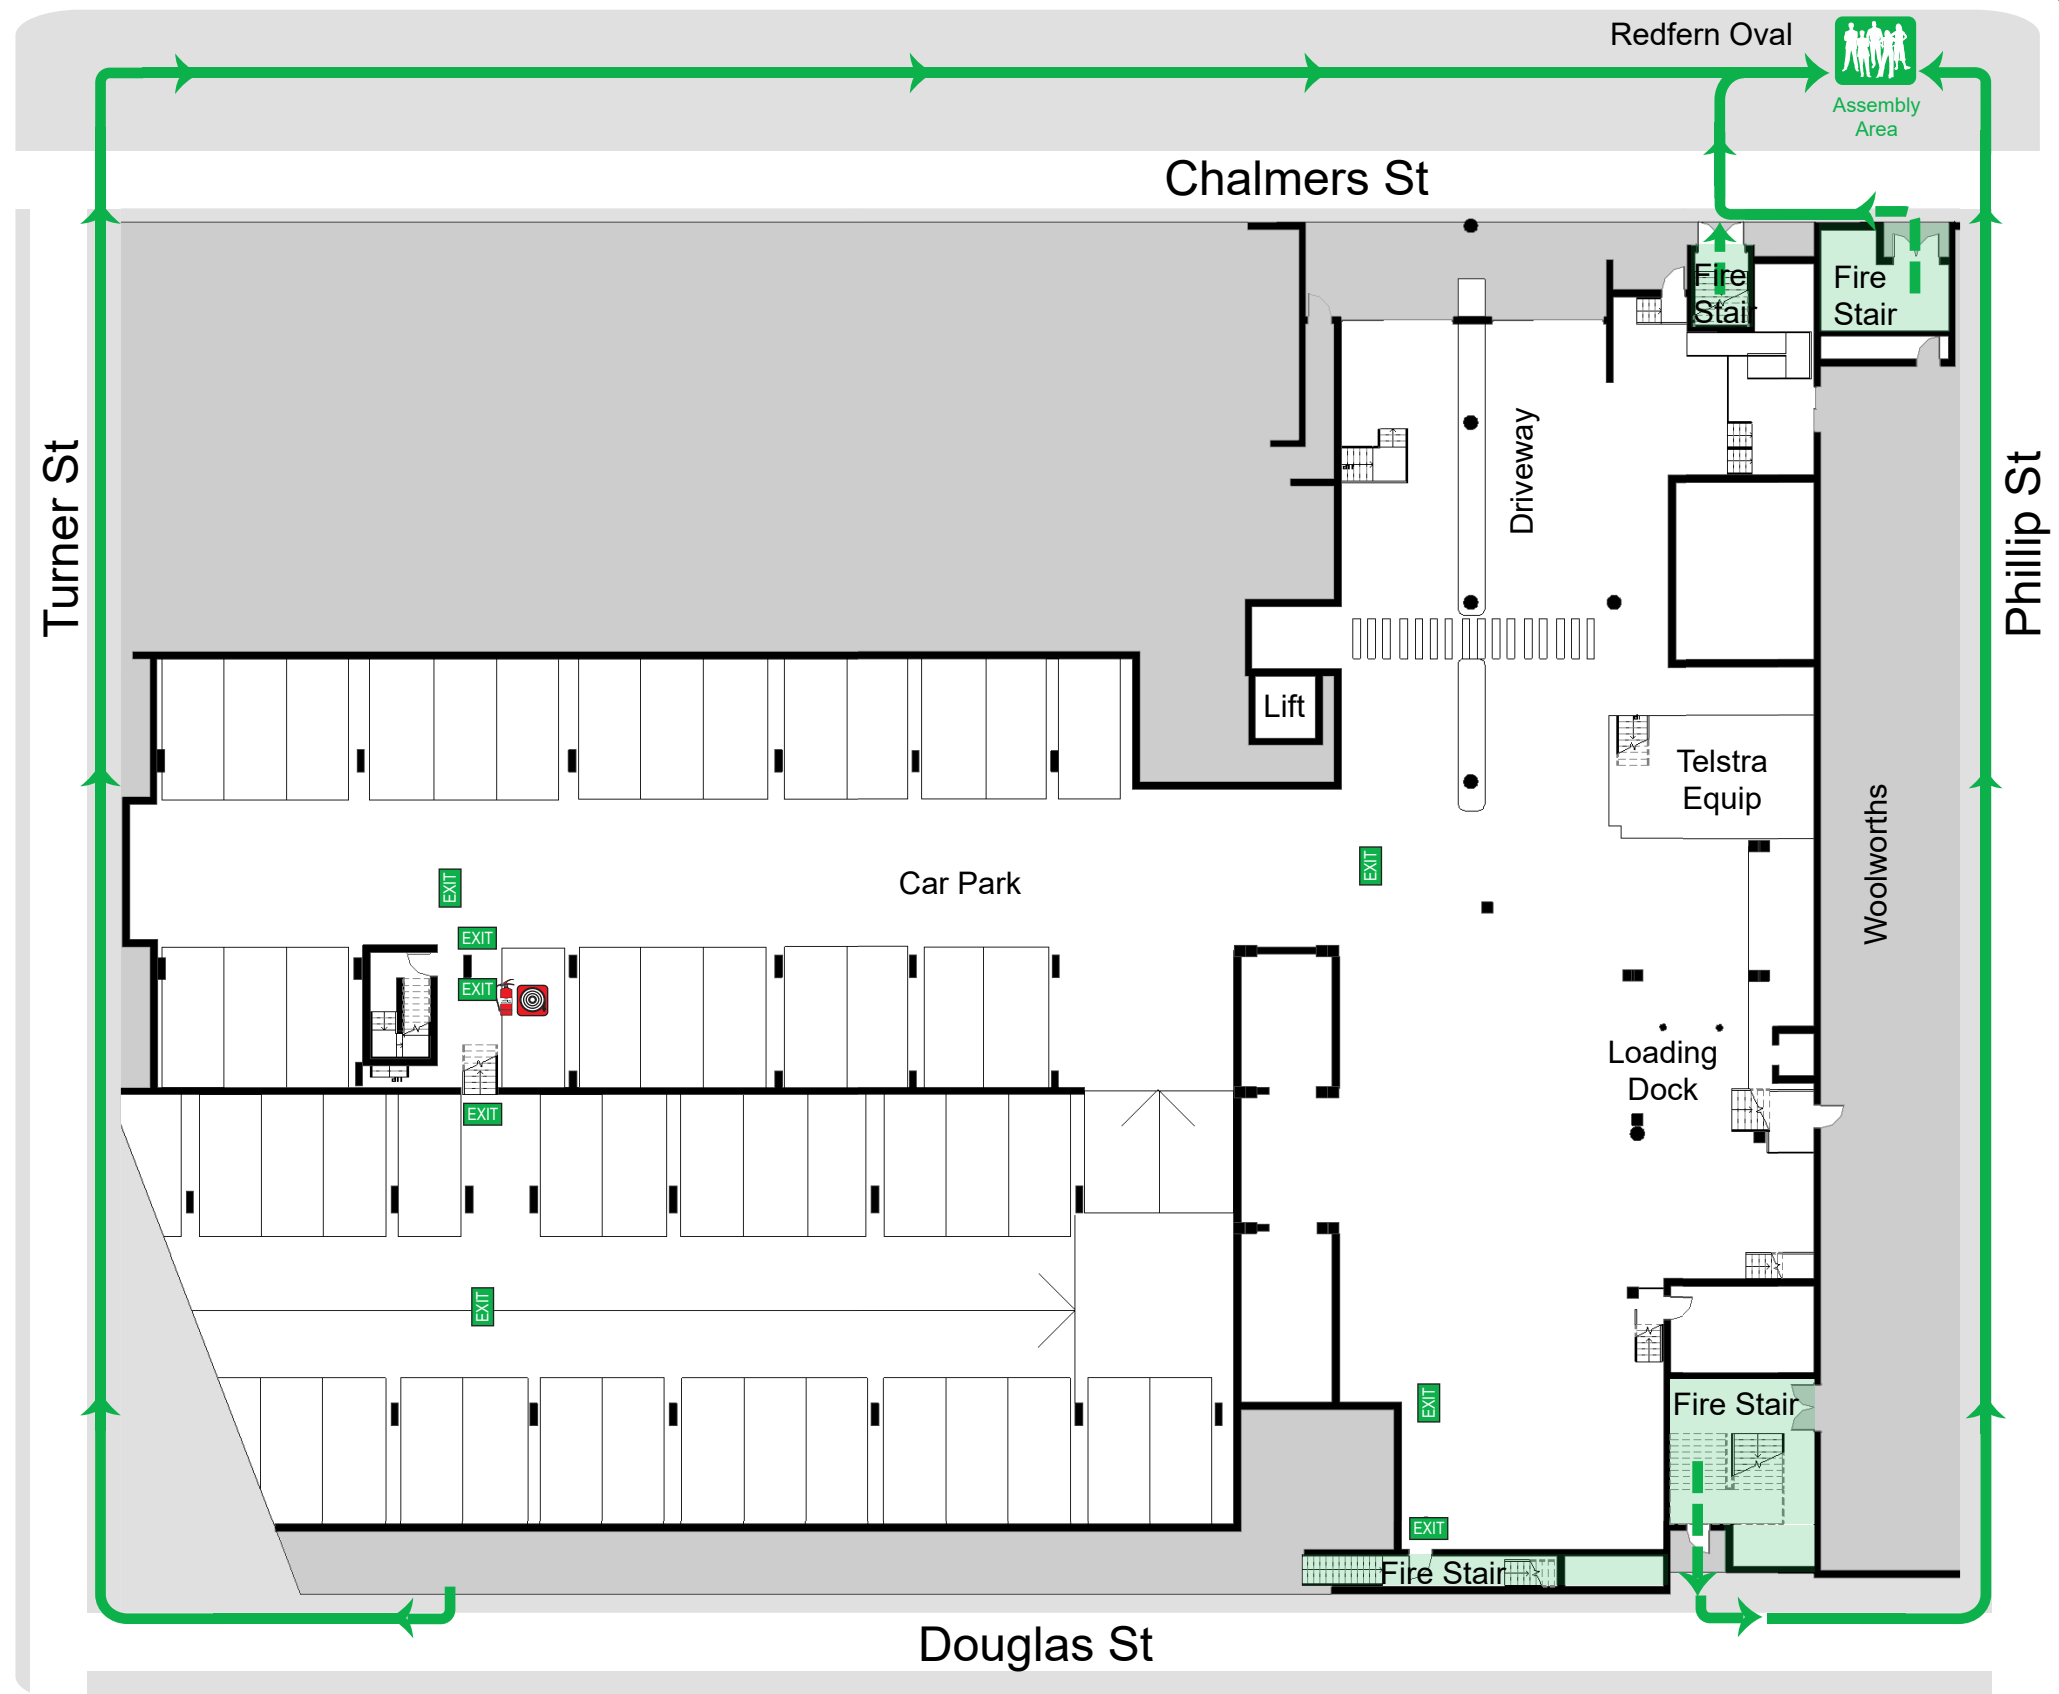 Redfern Oval
Assembly
Area
Chalmers St
Fire
Stair
Fire
Stair
Turner St
Driveway
Phillip St
Lift
Telstra
Equip
Woolworths
EXIT
Car Park
EXIT
EXIT
EXIT
Loading
Dock
EXIT
EXIT
EXIT
Fire Stair
EXIT
Fire Stair
Douglas St